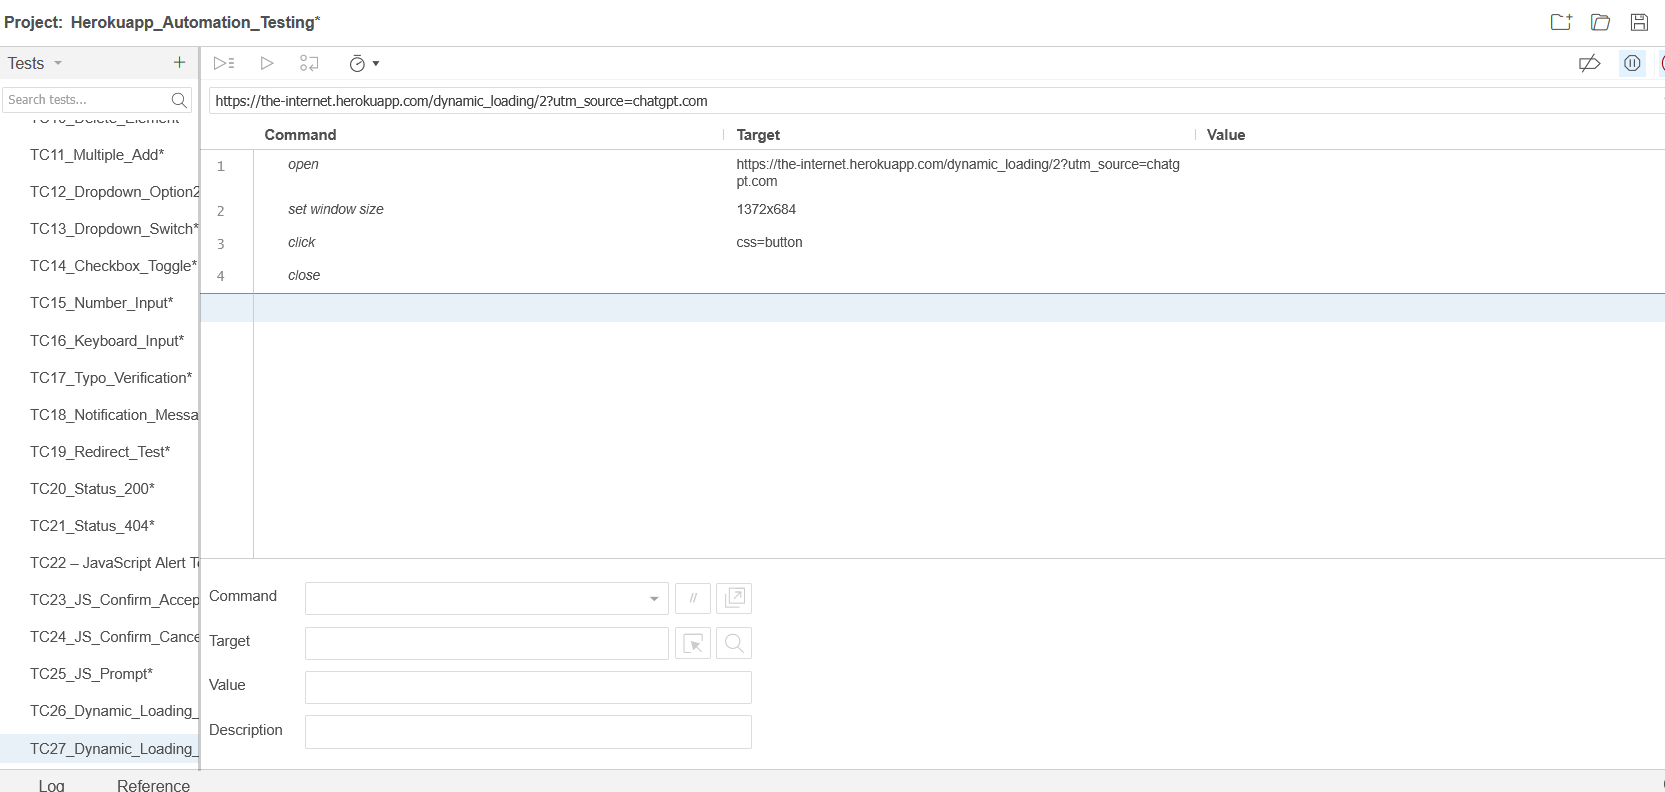 Project: Herokuapp_Automation_Testing*
Tests
+
Search tests...
TC10_Delete_Element
TC11_Multiple_Add*
TC12_Dropdown_Option2
TC13_Dropdown_Switch*
TC14_Checkbox_Toggle*
TC15_Number_Input*
TC16_Keyboard_Input*
TC17_Typo_Verification*
TC18_Notification_Messa
TC19_Redirect_Test*
TC20_Status_200*
TC21_Status_404*
TC22 – JavaScript Alert Te
TC23_JS_Confirm_Accep
TC24_JS_Confirm_Cance
TC25_JS_Prompt*
TC26_Dynamic_Loading_
TC27_Dynamic_Loading_
https://the-internet.herokuapp.com/dynamic_loading/2?utm_source=chatgpt.com
Command Target Value
1 open https://the-internet.herokuapp.com/dynamic_loading/2?utm_source=chatg
pt.com
2 set window size 1372x684
3 click css=button
4 close
Command //
Target
Value
Description
Log Reference